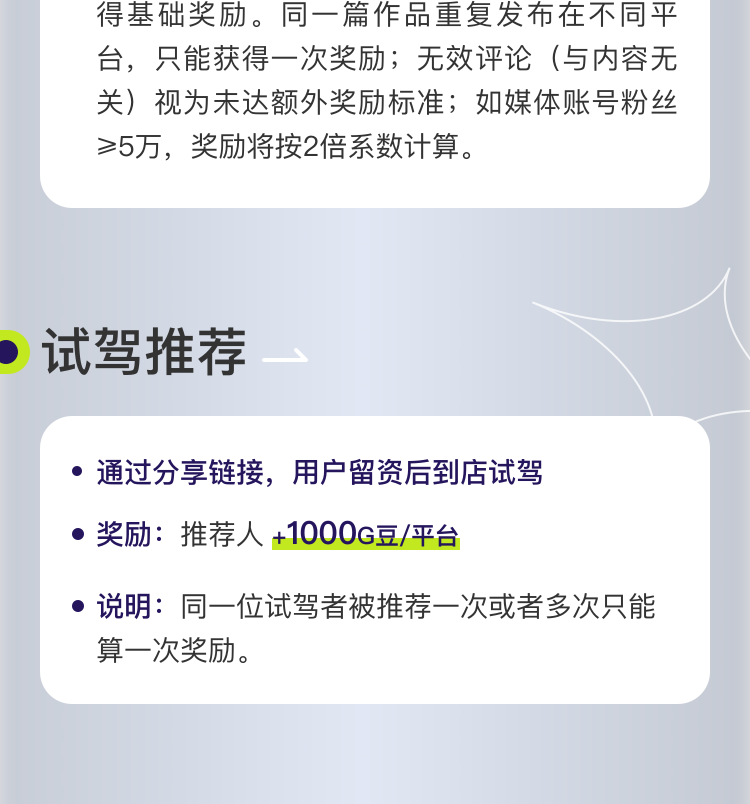 得基础奖励。同一篇作品重复发布在不同平
台，只能获得一次奖励；无效评论（与内容无
关）视为未达额外奖励标准；如媒体账号粉丝
≥5万，奖励将按2倍系数计算。
试驾推荐
通过分享链接，用户留资后到店试驾
奖励：推荐人 +1000G豆/平台
说明：同一位试驾者被推荐一次或者多次只能
算一次奖励。